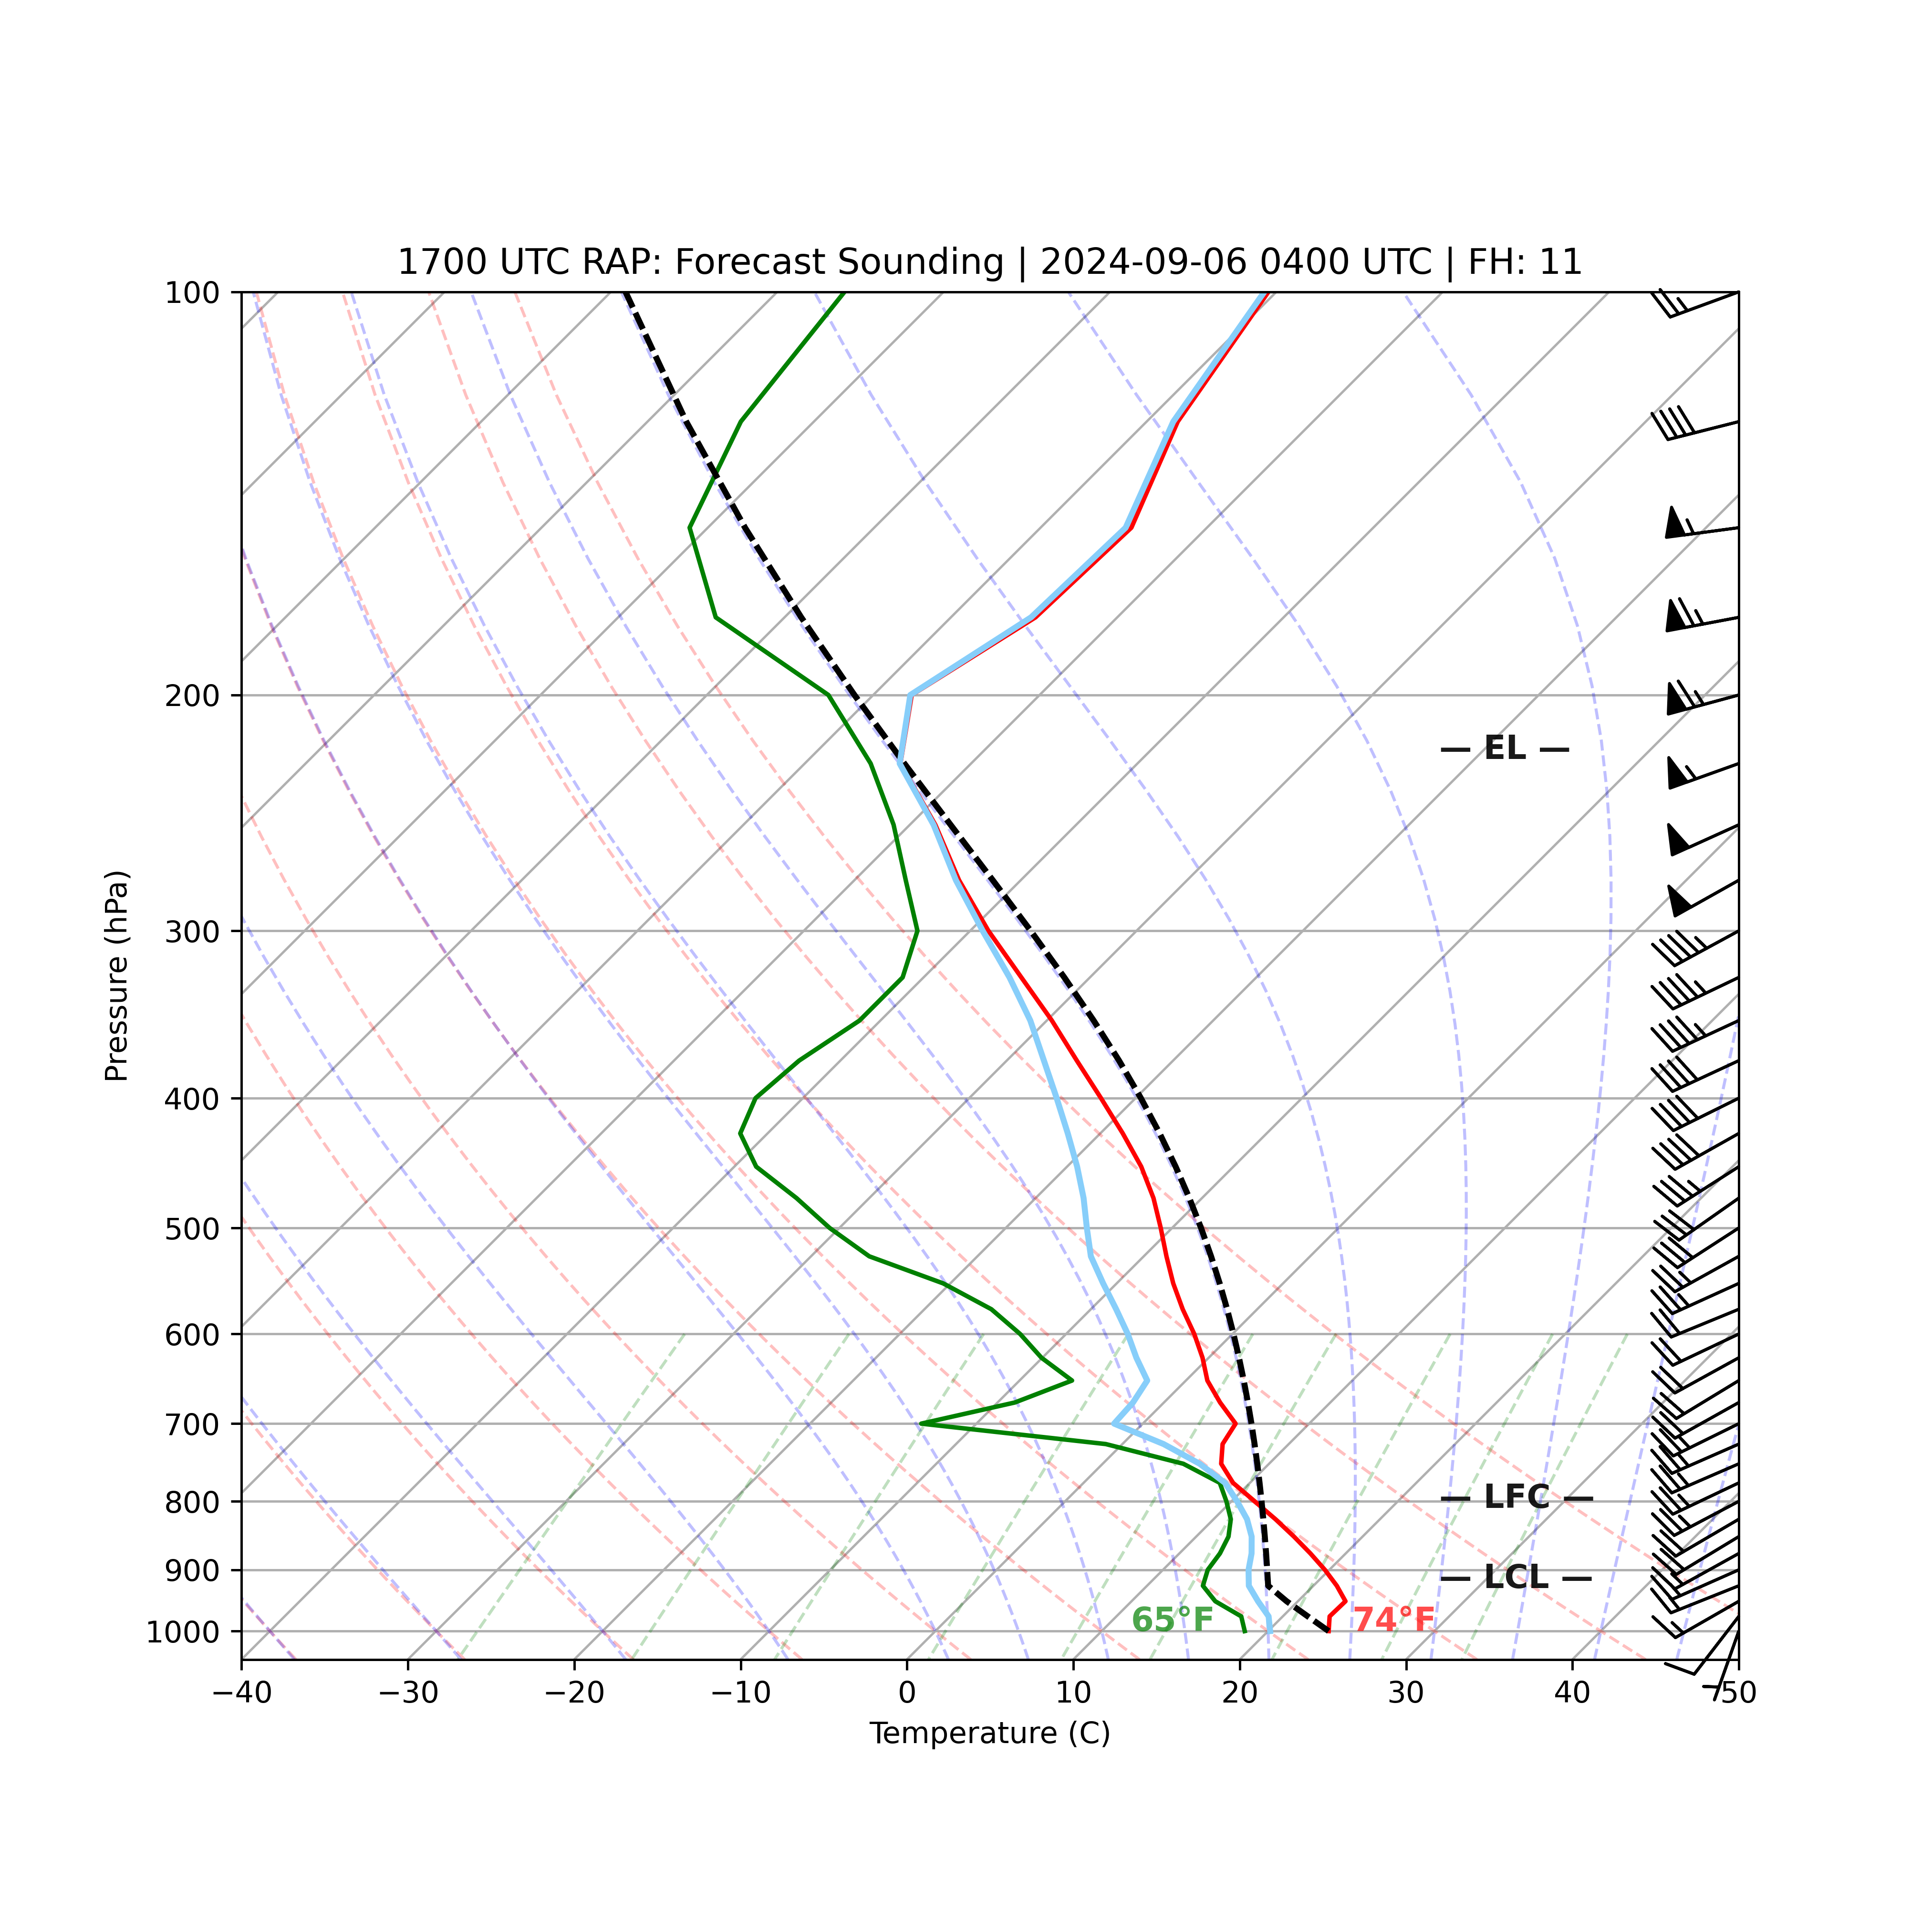 1700 UTC RAP: Forecast Sounding | 2024-09-06 0400 UTC | FH: 11
100
200
— EL —
Pressure (hPa)
300
400
500
600
700
800
— LFC —
900
— LCL —
65°F
74°F
1000
−40
−30
−20
−10
0
10
20
30
40
50
Temperature (C)